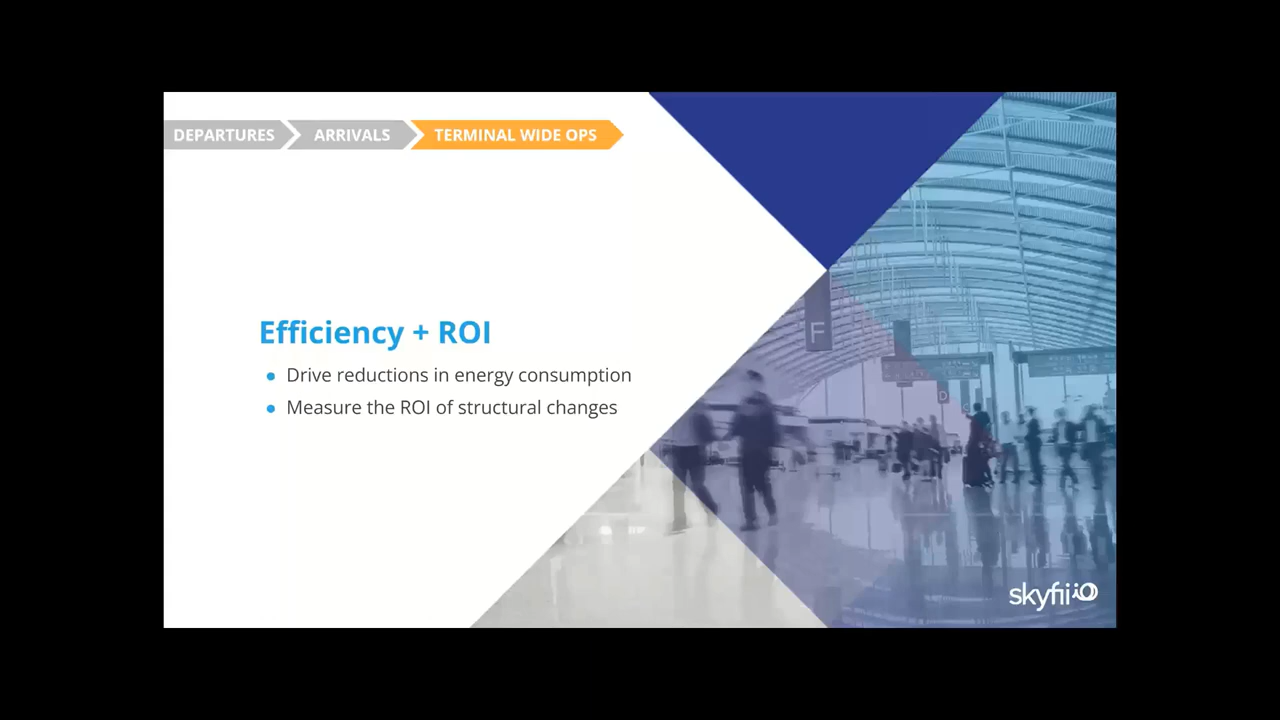 DEPARTURES
ARRIVALS
TERMINAL WIDE OPS
Efficiency + ROI
Drive reductions in energy consumption
Measure the ROI of structural changes
F
D
skyfii iO